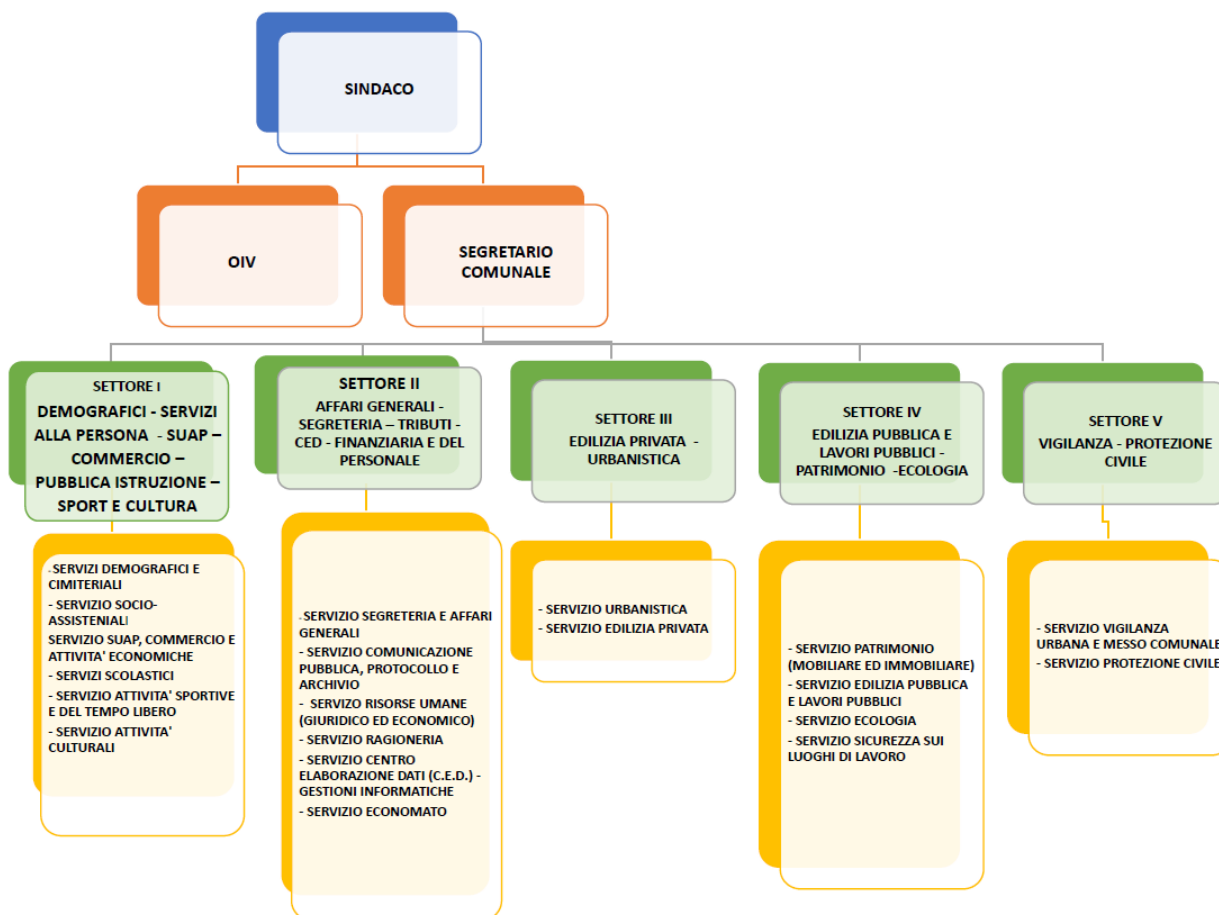 SINDACO
OIV
SEGRETARIO
COMUNALE
SETTORE I
DEMOGRAFICI - SERVIZI
ALLA PERSONA - SUAP –
COMMERCIO –
PUBBLICA ISTRUZIONE –
SPORT E CULTURA
SETTORE II
AFFARI GENERALI -
SEGRETERIA – TRIBUTI -
CED - FINANZIARIA E DEL
PERSONALE
SETTORE III
EDILIZIA PRIVATA -
URBANISTICA
SETTORE IV
EDILIZIA PUBBLICA E
LAVORI PUBBLICI -
PATRIMONIO -ECOLOGIA
SETTORE V
VIGILANZA - PROTEZIONE
CIVILE
- SERVIZI DEMOGRAFICI E
CIMITERIALI
- SERVIZIO SOCIO-
ASSISTENIALI
SERVIZIO SUAP, COMMERCIO E
ATTIVITA' ECONOMICHE
- SERVIZI SCOLASTICI
- SERVIZIO ATTIVITA' SPORTIVE
E DEL TEMPO LIBERO
- SERVIZIO ATTIVITA'
CULTURALI
- SERVIZIO SEGRETERIA E AFFARI
GENERALI
- SERVIZIO COMUNICAZIONE
PUBBLICA, PROTOCOLLO E
ARCHIVIO
- SERVIZO RISORSE UMANE
(GIURIDICO ED ECONOMICO)
- SERVIZIO RAGIONERIA
- SERVIZIO CENTRO
ELABORAZIONE DATI (C.E.D.) -
GESTIONI INFORMATICHE
- SERVIZIO ECONOMATO
- SERVIZIO URBANISTICA
- SERVIZIO EDILIZIA PRIVATA
- SERVIZIO PATRIMONIO
(MOBILIARE ED IMMOBILIARE)
- SERVIZIO EDILIZIA PUBBLICA
E LAVORI PUBBLICI
- SERVIZIO ECOLOGIA
- SERVIZIO SICUREZZA SUI
LUOGHI DI LAVORO
- SERVIZIO VIGILANZA
URBANA E MESSO COMUNALE
- SERVIZIO PROTEZIONE CIVILE